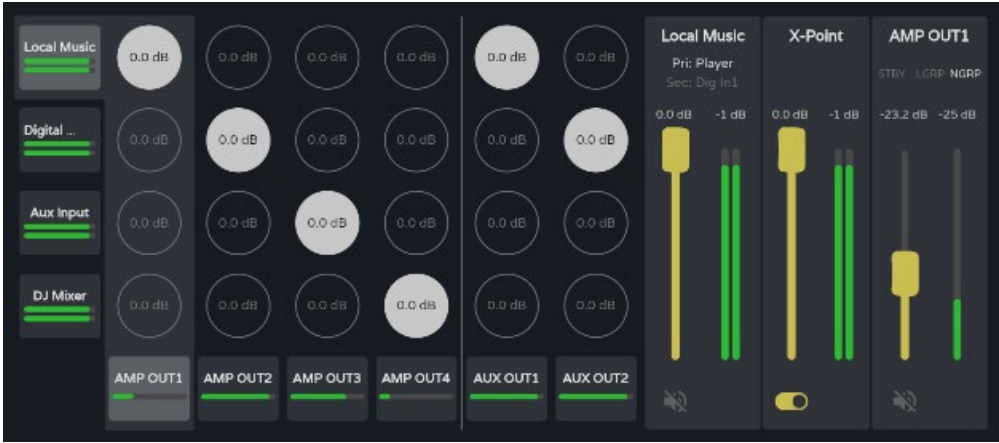 Local Music
0.0 dB 0.0 dB 0.0 dB 0.0 dB 0.0 dB 0.0 dB
Digital ...
0.0 dB 0.0 dB 0.0 dB 0.0 dB 0.0 dB 0.0 dB
Aux Input
0.0 dB 0.0 dB 0.0 dB 0.0 dB 0.0 dB 0.0 dB
DJ Mixer
0.0 dB 0.0 dB 0.0 dB 0.0 dB 0.0 dB 0.0 dB
AMP OUT1 AMP OUT2 AMP OUT3 AMP OUT4 AUX OUT1 AUX OUT2
Local Music
Pri: Player
Sec: Dig In1
0.0 dB -1 dB
X-Point
0.0 dB -1 dB
AMP OUT1
STBY LGRP NGRP
-23.2 dB -25 dB